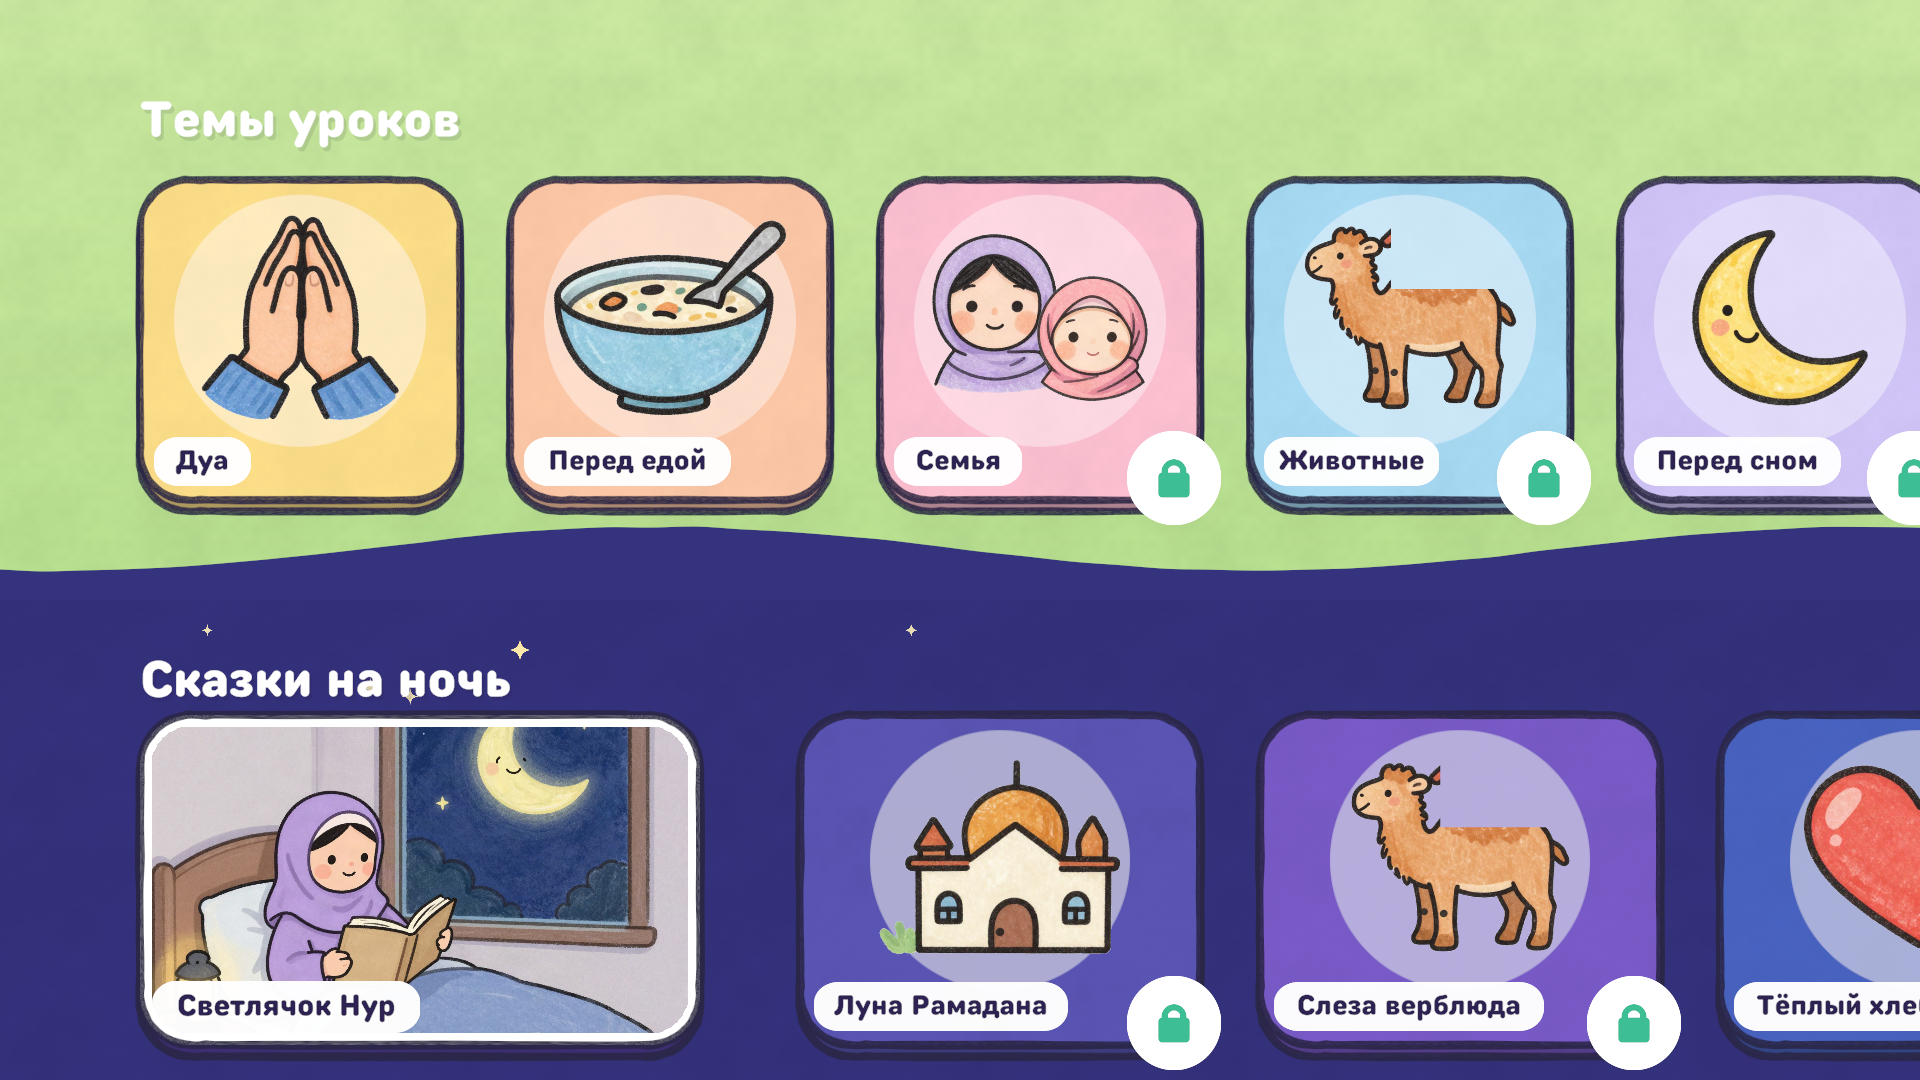 Темы уроков
Дуа
Перед едой
Семья
Животные
Перед сном
Сказки на ночь
Светлячок Нур
Луна Рамадана
Слеза верблюда
Тёплый